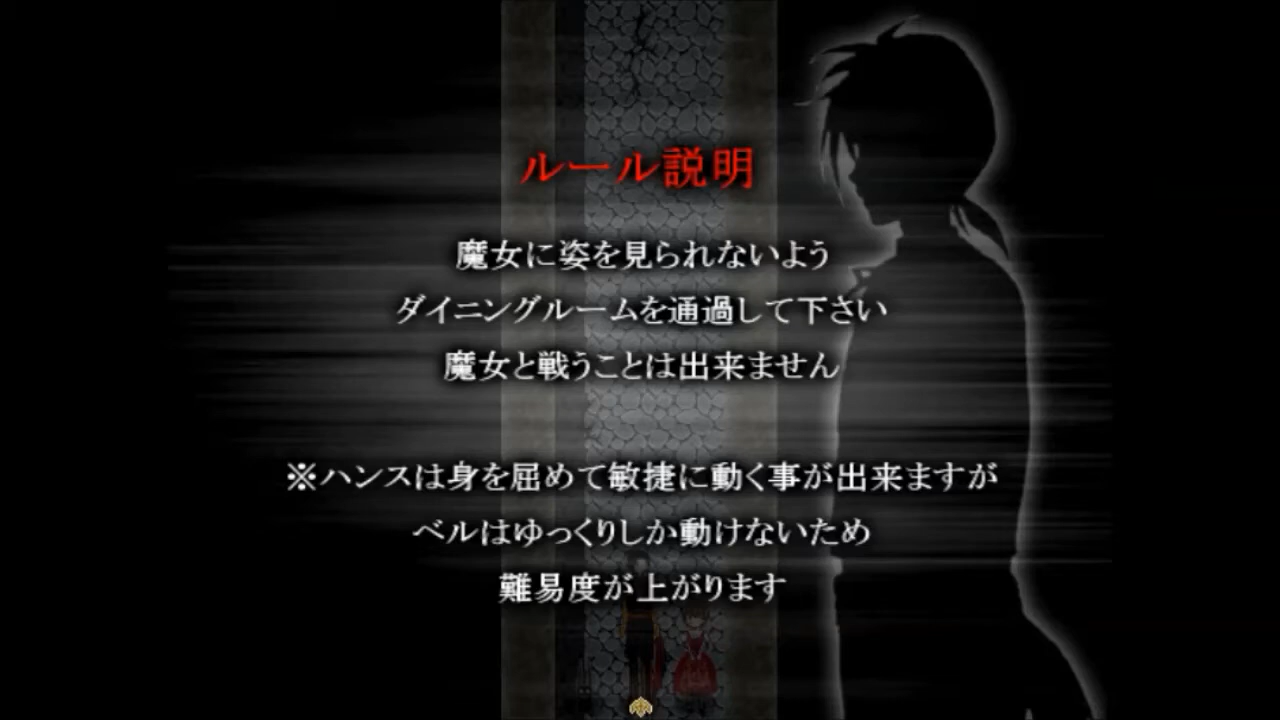 ルール説明
魔女に姿を見られないよう
ダイニングルームを通過して下さい
魔女と戦うことは出来ません
※ハンスは身を屈めて敏捷に動く事が出来ますが
ベルはゆっくりしか動けないため
難易度が上がります